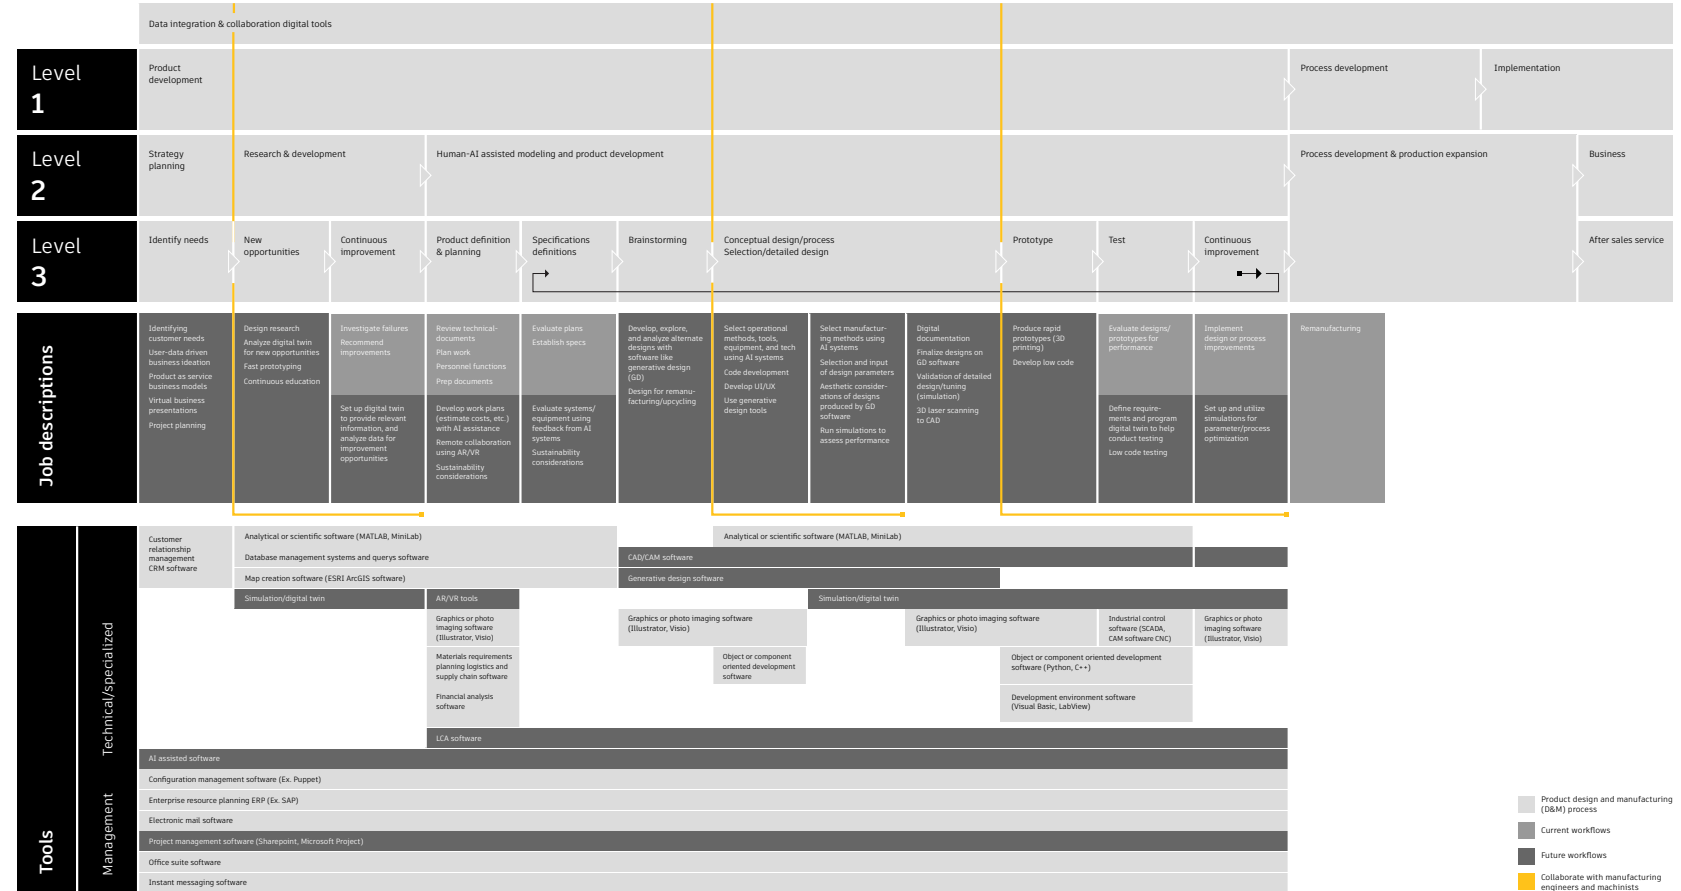 Data integration & collaboration digital tools
Level
1
Product
development
Process development
Implementation
Level
2
Strategy
planning
Research & development
Human-AI assisted modeling and product development
Process development & production expansion
Business
Level
3
Identify needs
New
opportunities
Continuous
improvement
Product definition
& planning
Specifications
definitions
Brainstorming
Conceptual design/process
Selection/detailed design
Prototype
Test
Continuous
improvement
After sales service
Job descriptions
Identifying
customer needs
User-data driven
business ideation
Product as service
business models
Virtual business
presentations
Project planning
Design research
Analyze digital twin
for new opportunities
Fast prototyping
Continuous education
Investigate failures
Recommend
improvements
Set up digital twin
to provide relevant
information, and
analyze data for
improvement
opportunities
Review technical-
documents
Plan work
Personnel functions
Prep documents
Develop work plans
(estimate costs, etc.)
with AI assistance
Remote collaboration
using AR/VR
Sustainability
considerations
Evaluate plans
Establish specs
Evaluate systems/
equipment using
feedback from AI
systems
Sustainability
considerations
Develop, explore,
and analyze alternate
designs with
software like
generative design
(GD)
Design for remanu-
facturing/upcycling
Select operational
methods, tools,
equipment, and tech
using AI systems
Code development
Develop UI/UX
Use generative
design tools
Select manufactur-
ing methods using
AI systems
Selection and input
of design parameters
Aesthetic consider-
ations of designs
produced by GD
software
Run simulations to
assess performance
Digital
documentation
Finalize designs on
GD software
Validation of detailed
design/tuning
(simulation)
3D laser scanning
to CAD
Produce rapid
prototypes (3D
printing)
Develop low code
Evaluate designs/
prototypes for
performance
Define require-
ments and program
digital twin to help
conduct testing
Low code testing
Implement
design or process
improvements
Set up and utilize
simulations for
parameter/process
optimization
Remanufacturing
Tools
Technical/specialized
Management
Customer
relationship
management
CRM software
Analytical or scientific software (MATLAB, MiniLab)
Analytical or scientific software (MATLAB, MiniLab)
Database management systems and querys software
CAD/CAM software
Map creation software (ESRI ArcGIS software)
Generative design software
Simulation/digital twin
AR/VR tools
Simulation/digital twin
Graphics or photo
imaging software
(Illustrator, Visio)
Graphics or photo imaging software
(Illustrator, Visio)
Graphics or photo imaging software
(Illustrator, Visio)
Industrial control
software (SCADA,
CAM software CNC)
Graphics or photo
imaging software
(Illustrator, Visio)
Materials requirements
planning logistics and
supply chain software
Financial analysis
software
Object or component
oriented development
software
Object or component oriented development
software (Python, C++)
Development environment software
(Visual Basic, LabView)
LCA software
AI assisted software
Configuration management software (Ex. Puppet)
Enterprise resource planning ERP (Ex. SAP)
Electronic mail software
Project management software (Sharepoint, Microsoft Project)
Office suite software
Instant messaging software
Product design and manufacturing
(D&M) process
Current workflows
Future workflows
Collaborate with manufacturing
engineers and machinists